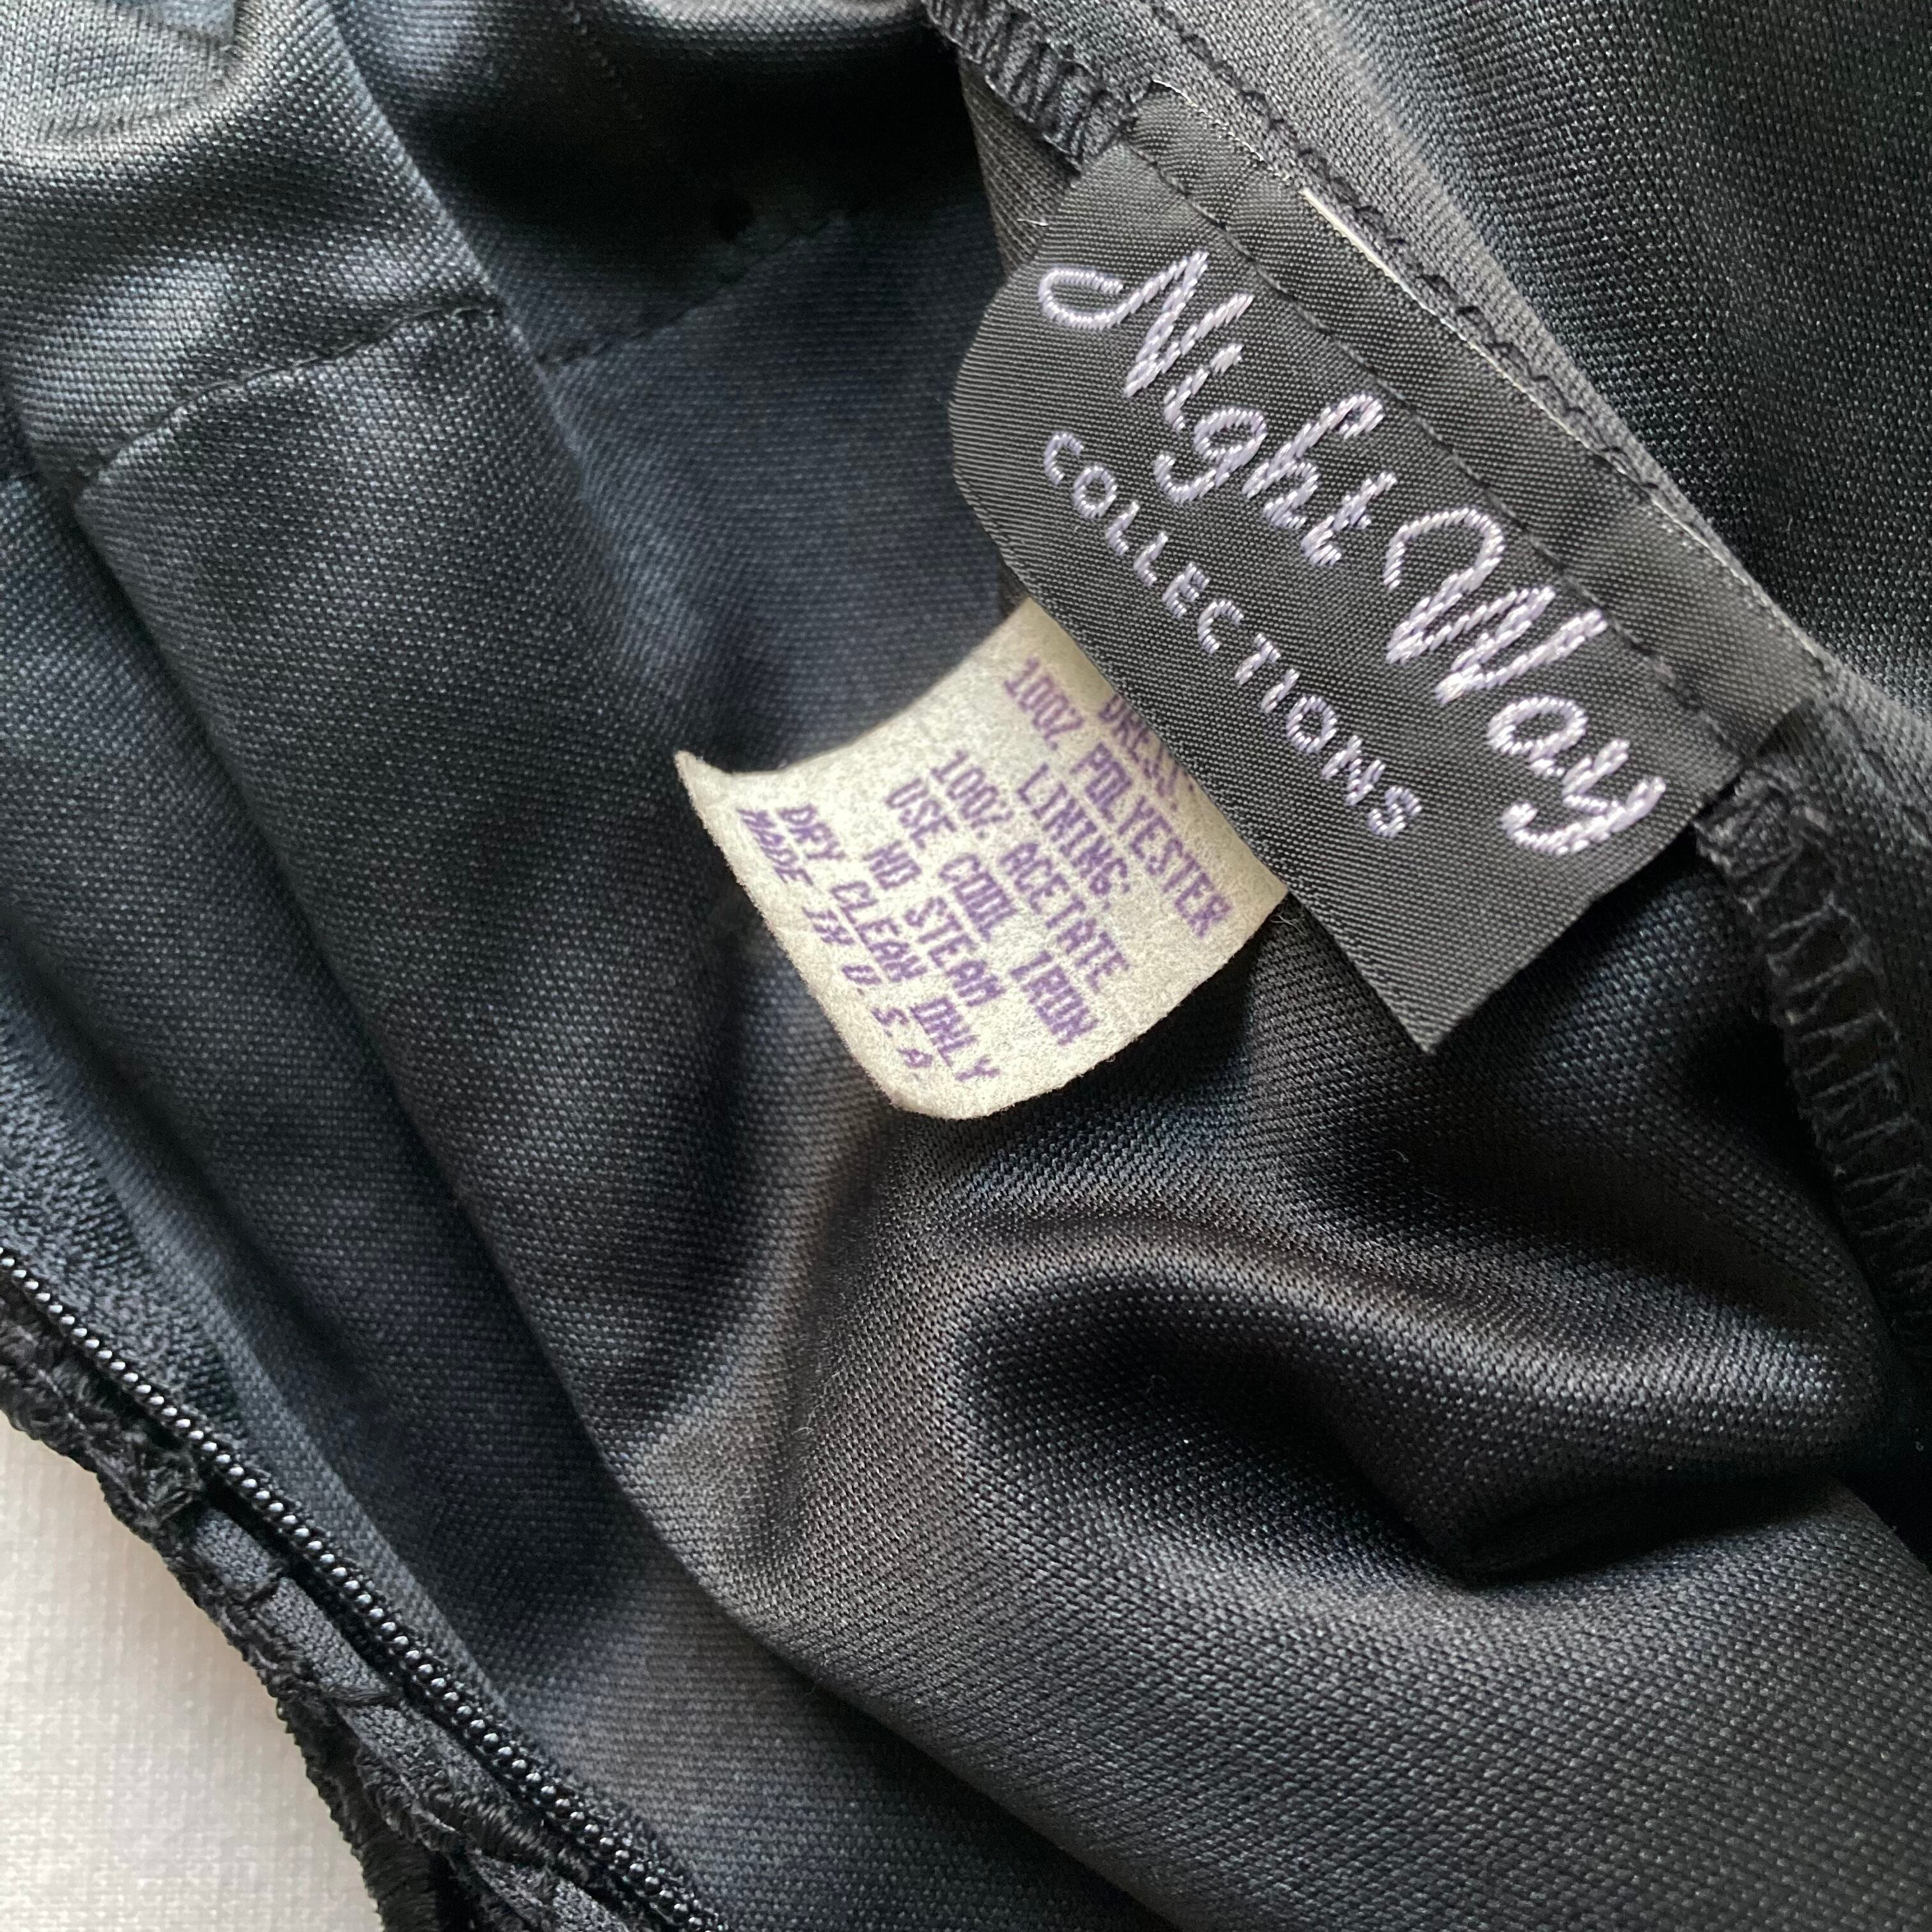 Night Way
COLLECTIONS
DRESS:
100% POLYESTER
LINING:
100% ACETATE
USE COOL IRON
NO STEAM
DRY CLEAN ONLY
MADE IN U.S.A.